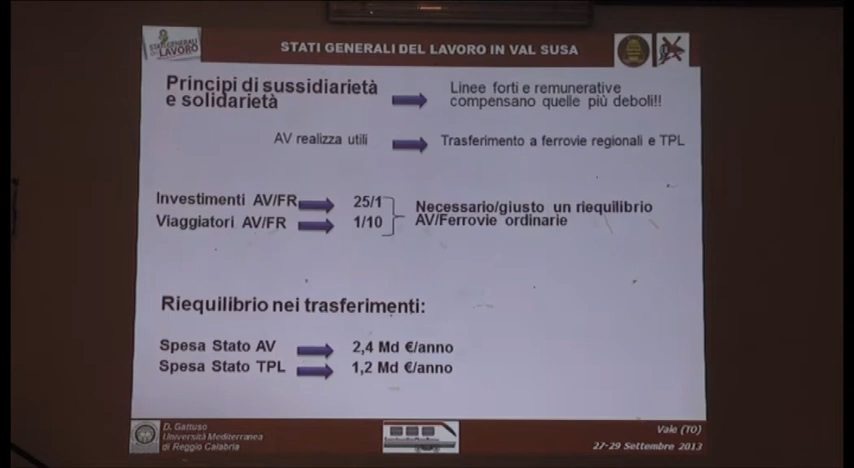 STATI GENERALI
LAVORO
STATI GENERALI DEL LAVORO IN VAL SUSA
Principi di sussidiarietà
e solidarietà
Linee forti e remunerative
compensano quelle più deboli!!
AV realizza utili
Trasferimento a ferrovie regionali e TPL
Investimenti AV/FR
25/1
Viaggiatori AV/FR
1/10
Necessario/giusto un riequilibrio
AV/Ferrovie ordinarie
Riequilibrio nei trasferimenti:
Spesa Stato AV
2,4 Md €/anno
Spesa Stato TPL
1,2 Md €/anno
D. Gattuso
Università Mediterranea
di Reggio Calabria
Vaie (TO)
27-29 Settembre 2013